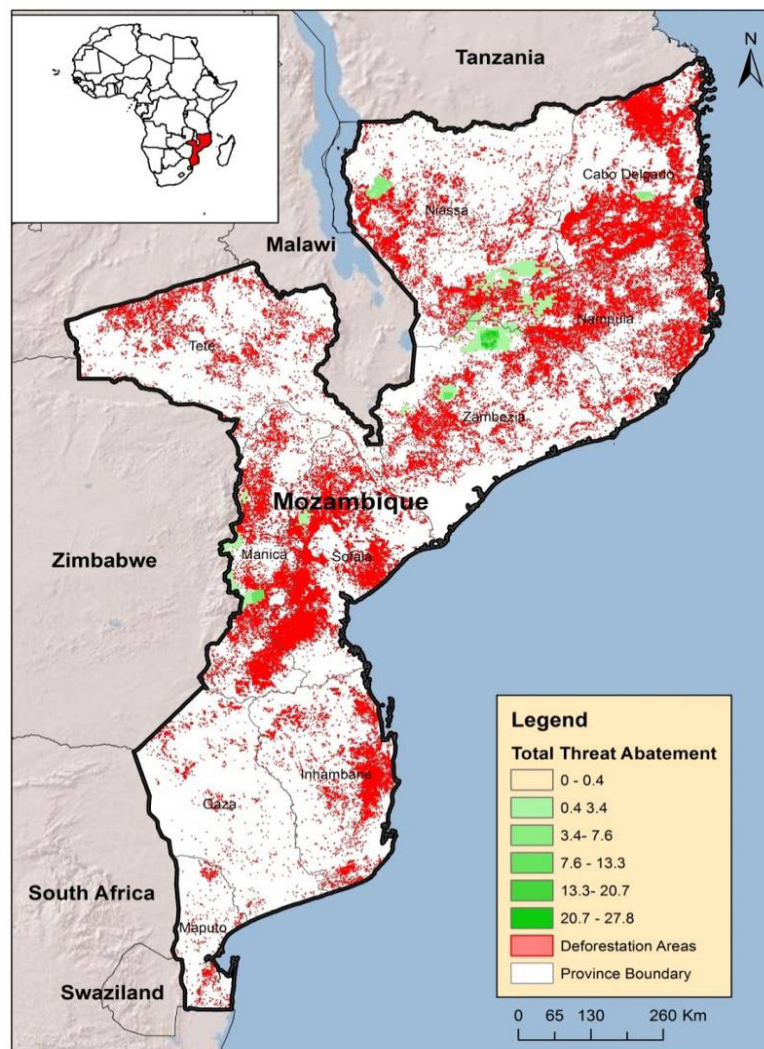 Tanzania
N
Cabo Delgado
Niassa
Malawi
Nampula
Tete
Zambezia
Mozambique
Zimbabwe
Manica
Sofala
Inhambane
Gaza
South Africa
Maputo
Swaziland
Legend
Total Threat Abatement
0 - 0.4
0.4 3.4
3.4- 7.6
7.6 - 13.3
13.3- 20.7
20.7 - 27.8
Deforestation Areas
Province Boundary
0 65 130 260 Km